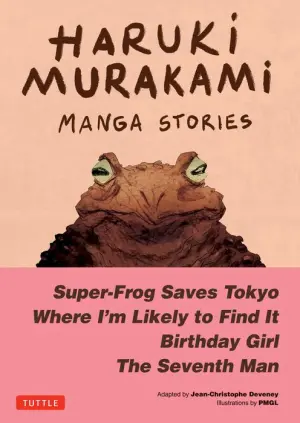 HARUKI
MURAKAMI
MANGA STORIES
Super-Frog Saves Tokyo
Where I'm Likely to Find It
Birthday Girl
The Seventh Man
Adapted by Jean-Christophe Deveney
Illustrations by PMGL
TUTTLE